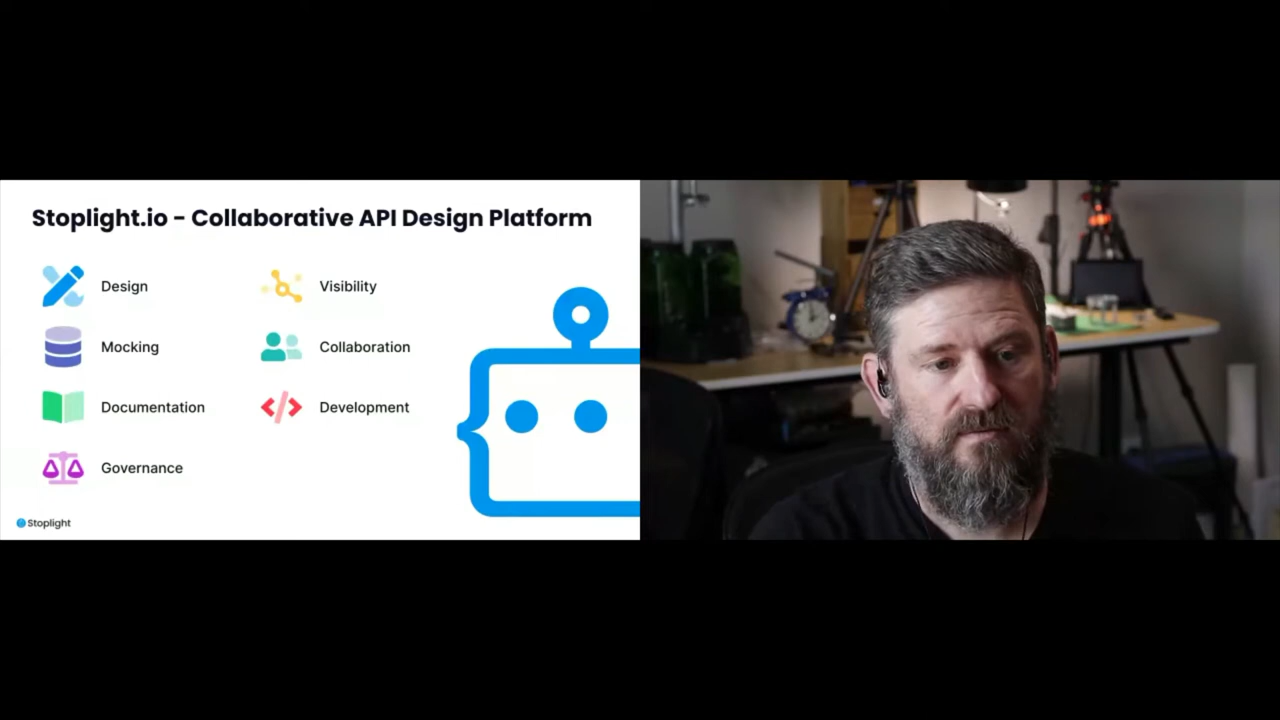 Stoplight.io - Collaborative API Design Platform
Design
Visibility
Mocking
Collaboration
Documentation
Development
Governance
Stoplight